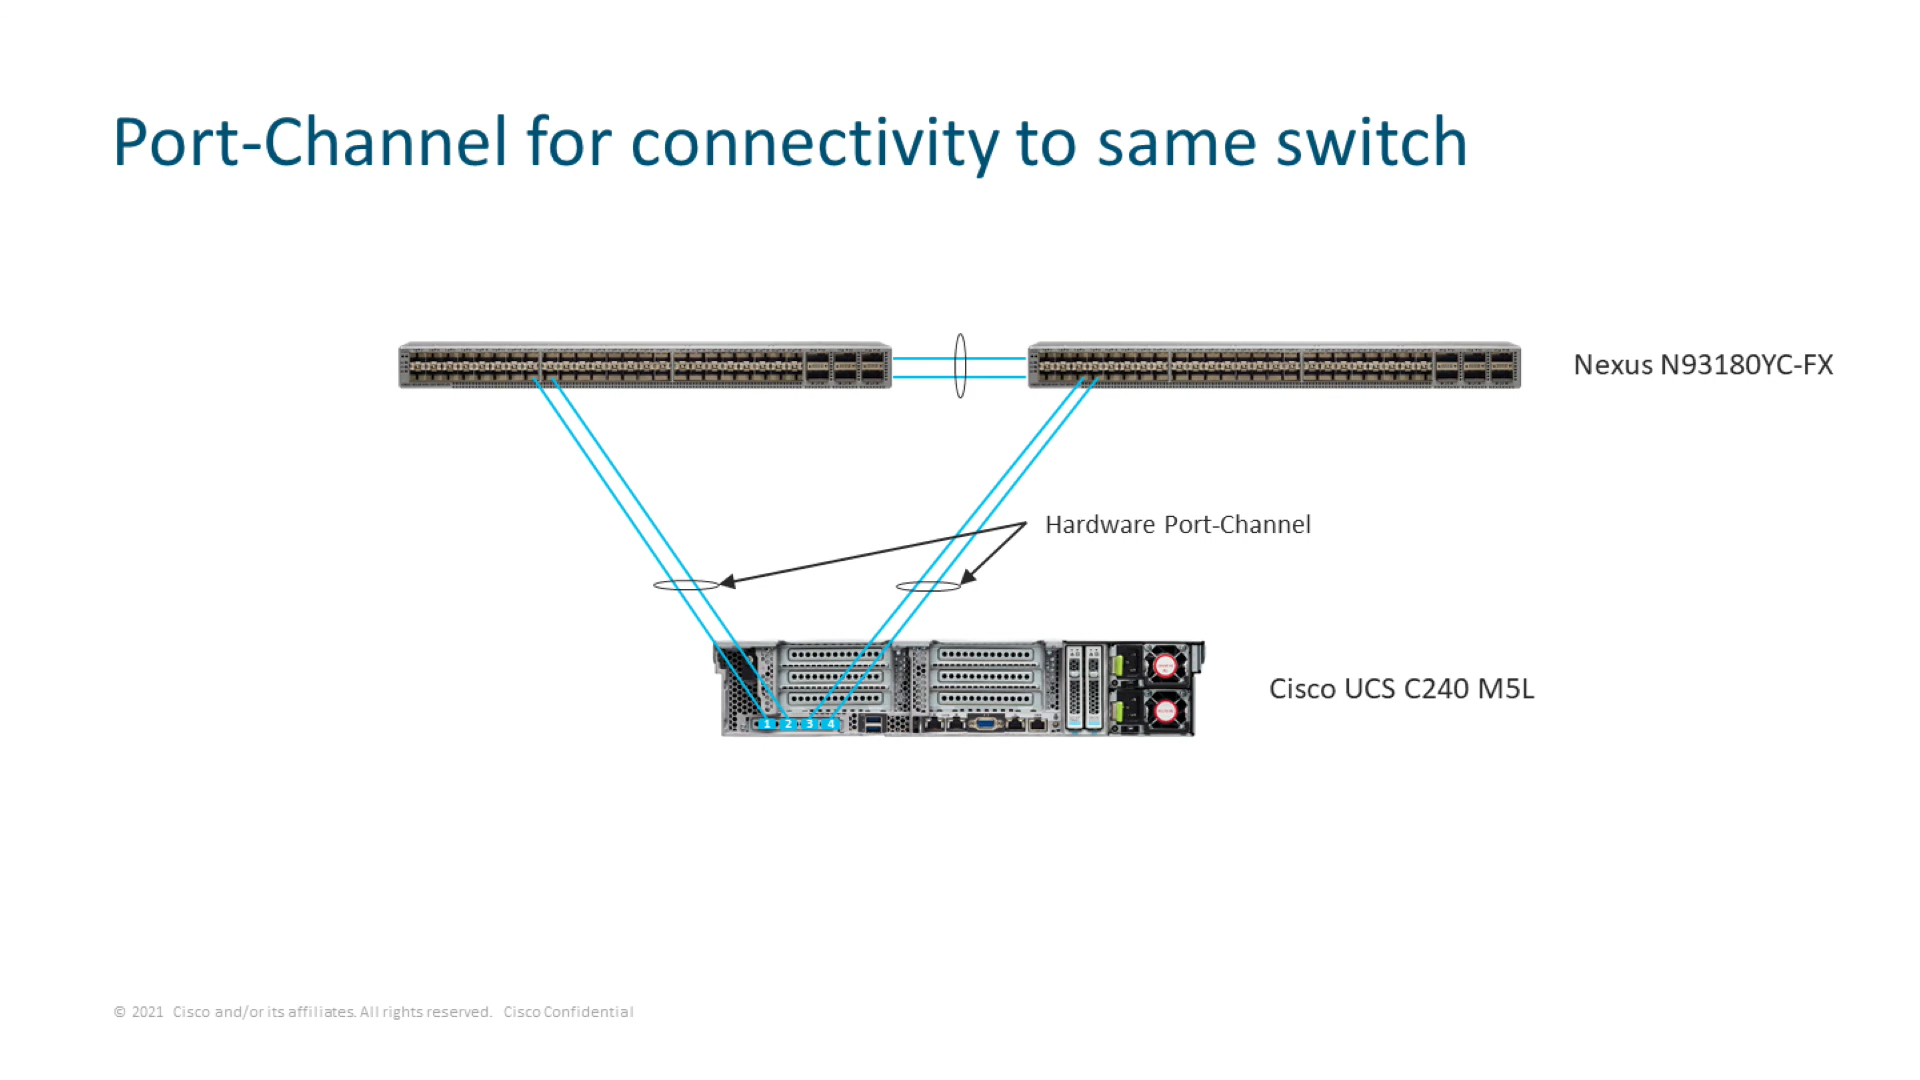 Port-Channel for connectivity to same switch
Nexus N93180YC-FX
Hardware Port-Channel
Cisco UCS C240 M5L
1 2 3 4
© 2021 Cisco and/or its affiliates. All rights reserved. Cisco Confidential